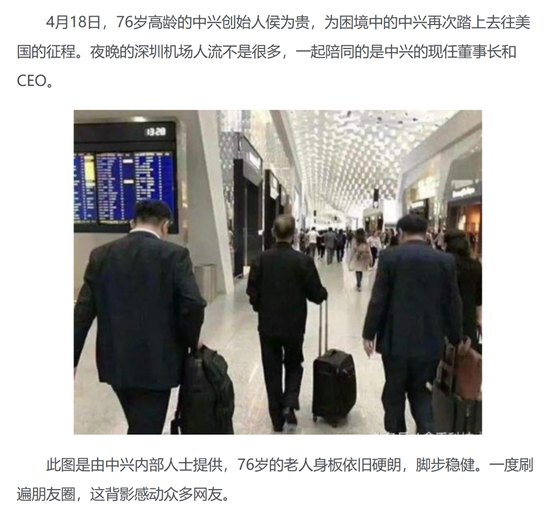 4月18日，76岁高龄的中兴创始人侯为贵，为困境中的中兴再次踏上去往美
国的征程。夜晚的深圳机场人流不是很多，一起陪同的是中兴的现任董事长和
CEO。
13:20
此图是由中兴内部人士提供，76岁的老人身板依旧硬朗，脚步稳健。一度刷
遍朋友圈，这背影感动众多网友。